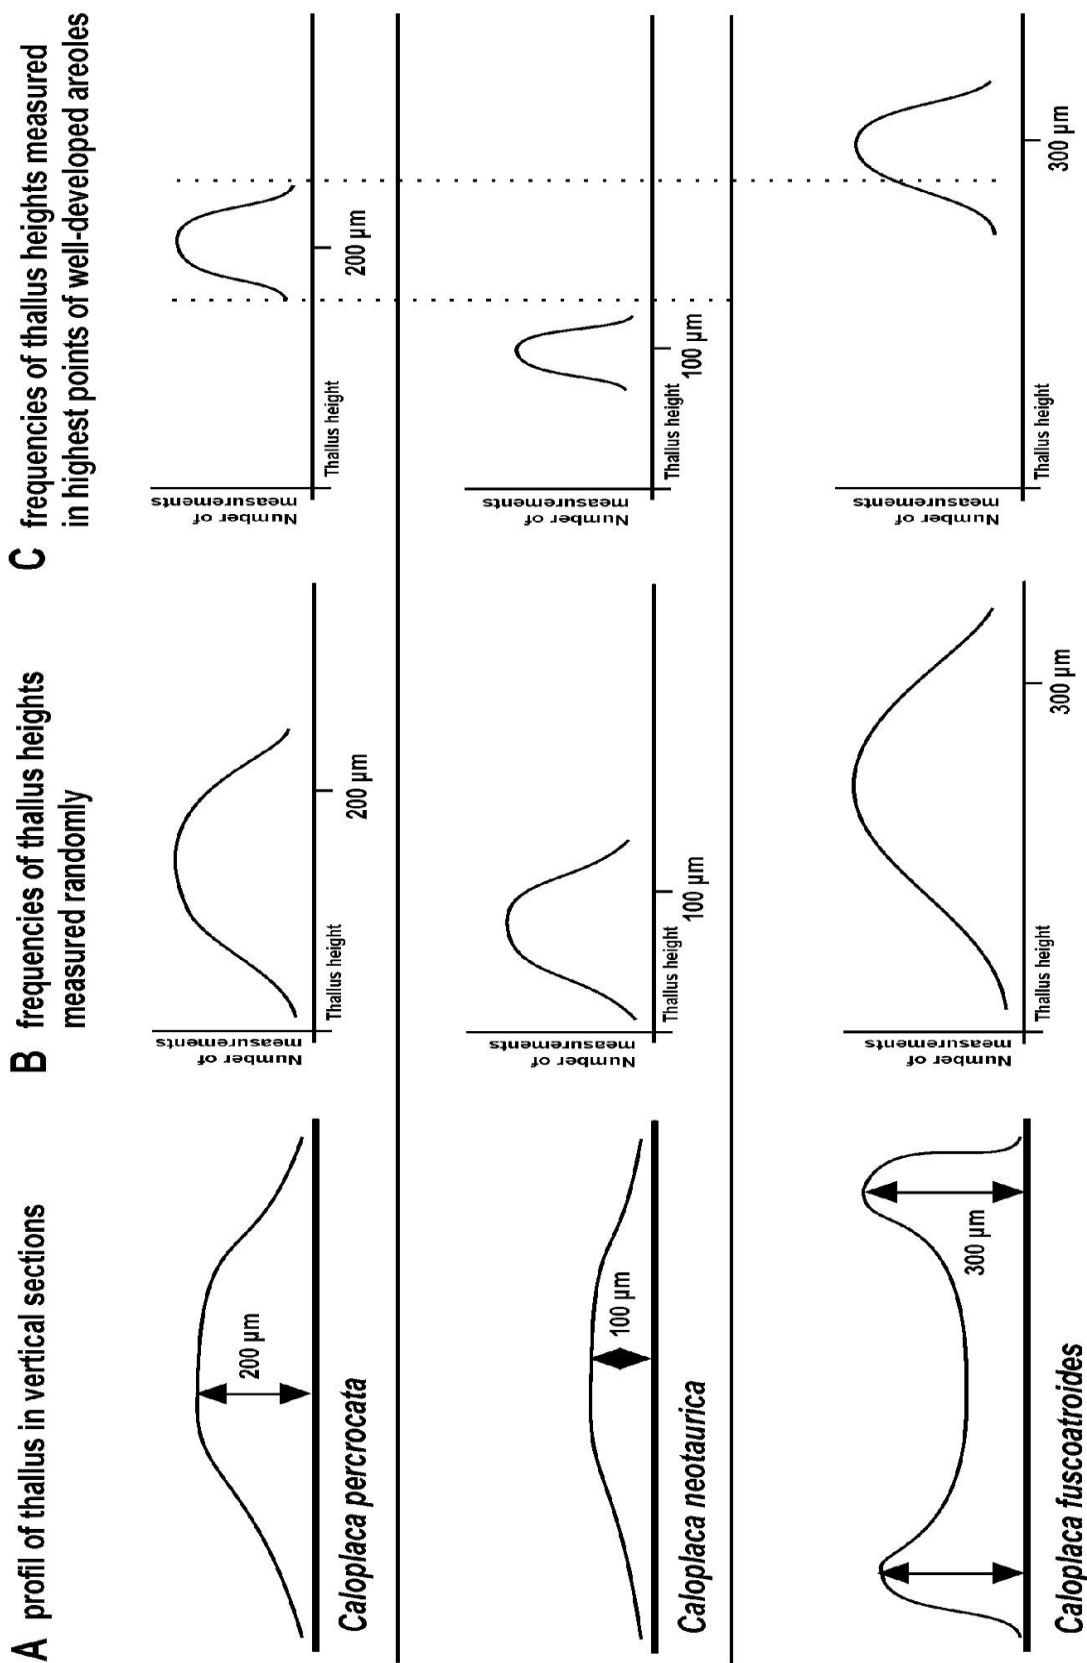 A profil of thallus in vertical sections
B frequencies of thallus heights
measured randomly
C frequencies of thallus heights measured
in highest points of well-developed areoles
200 µm
Caloplaca percrocata
Number of
measurements
Thallus height
200 µm
Number of
measurements
Thallus height
200 µm
100 µm
Caloplaca neotaurica
Number of
measurements
Thallus height
100 µm
Number of
measurements
Thallus height
100 µm
300 µm
Caloplaca fuscoatroides
Number of
measurements
Thallus height
300 µm
Number of
measurements
Thallus height
300 µm